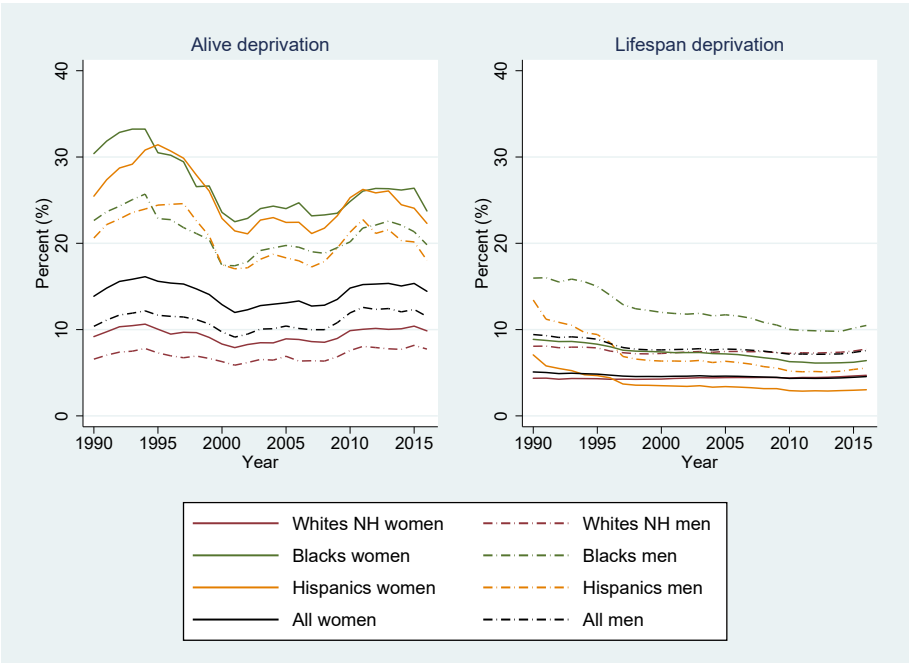 Alive deprivation
Percent (%)
40
30
20
10
0
1990 1995 2000 2005 2010 2015
Year
Lifespan deprivation
Percent (%)
40
30
20
10
0
1990 1995 2000 2005 2010 2015
Year
Whites NH women Whites NH men
Blacks women Blacks men
Hispanics women Hispanics men
All women All men